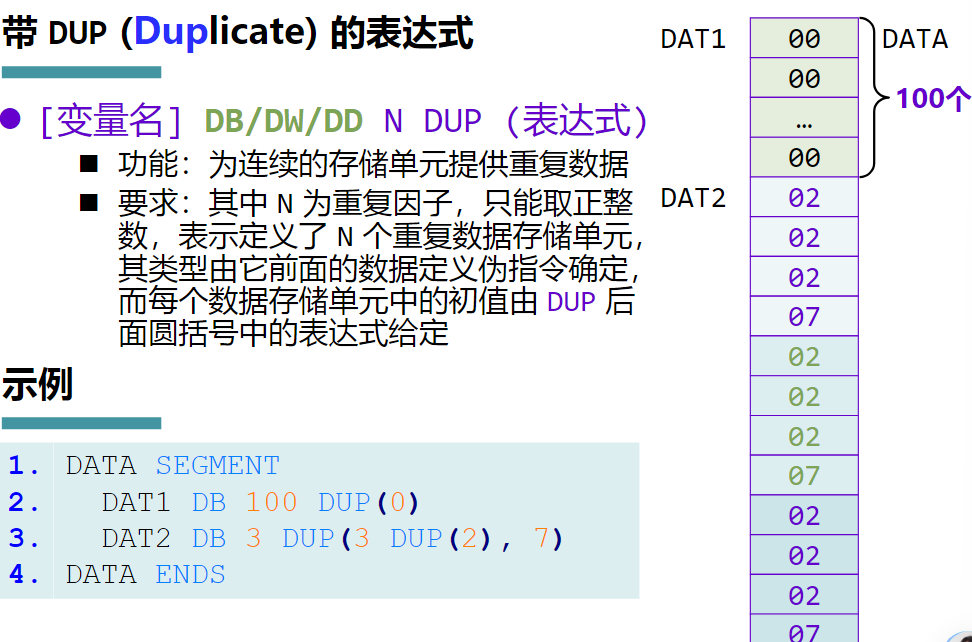 带 DUP (Duplicate) 的表达式
[变量名] DB/DW/DD N DUP (表达式)
功能：为连续的存储单元提供重复数据
要求：其中 N 为重复因子，只能取正整
数，表示定义了 N 个重复数据存储单元，
其类型由它前面的数据定义伪指令确定，
而每个数据存储单元中的初值由 DUP 后
面圆括号中的表达式给定
示例
1. DATA SEGMENT
2. DAT1 DB 100 DUP(0)
3. DAT2 DB 3 DUP(3 DUP(2), 7)
4. DATA ENDS
DAT1 00 DATA
00
100个
…
00
DAT2 02
02
02
07
02
02
02
07
02
02
02
07